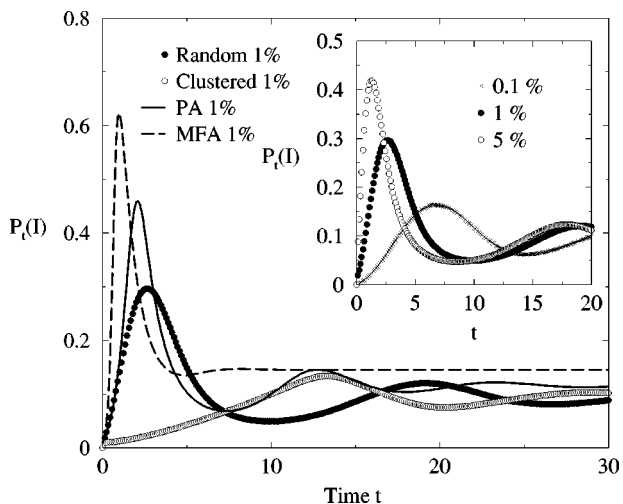 0.8
0.6
0.4
0.2
0
P_t(I)
Random 1%
Clustered 1%
PA 1%
MFA 1%
0.5
0.4
0.3
0.2
0.1
0
P_t(I)
0.1 %
1 %
5 %
0 5 10 15 20
t
0 10 20 30
Time t